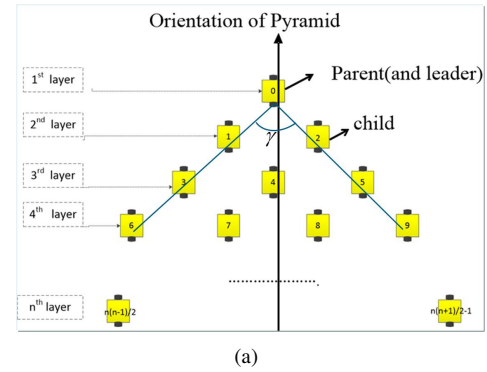 Orientation of Pyramid
1st layer
0
Parent(and leader)
2nd layer
1
γ
2
child
3rd layer
3
4
5
4th layer
6
7
8
9
nth layer
n(n-1)/2
n(n+1)/2-1
(a)